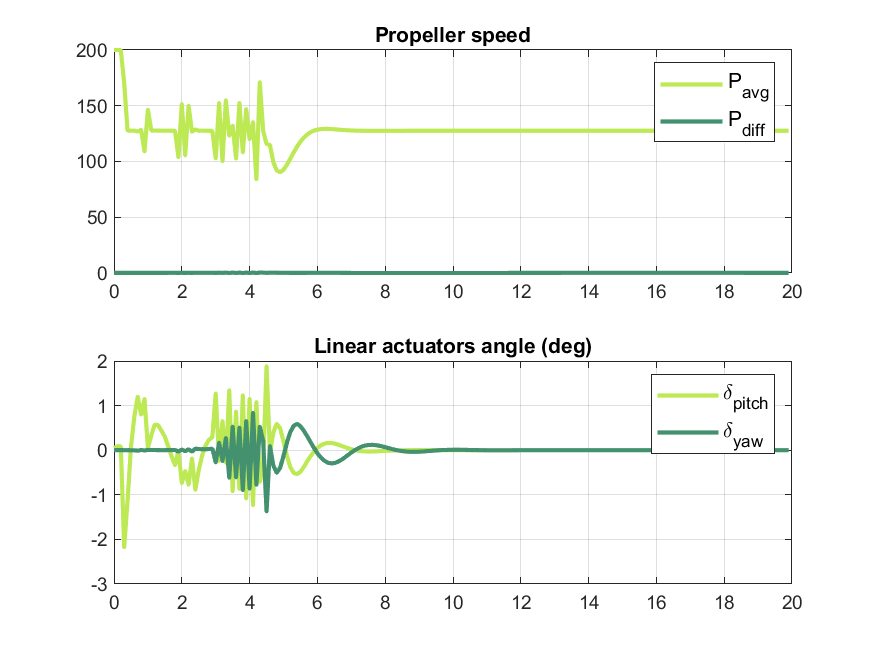 Propeller speed
200
150
100
50
0
P_avg
P_diff
0 2 4 6 8 10 12 14 16 18 20
Linear actuators angle (deg)
2
1
0
-1
-2
-3
δ_pitch
δ_yaw
0 2 4 6 8 10 12 14 16 18 20